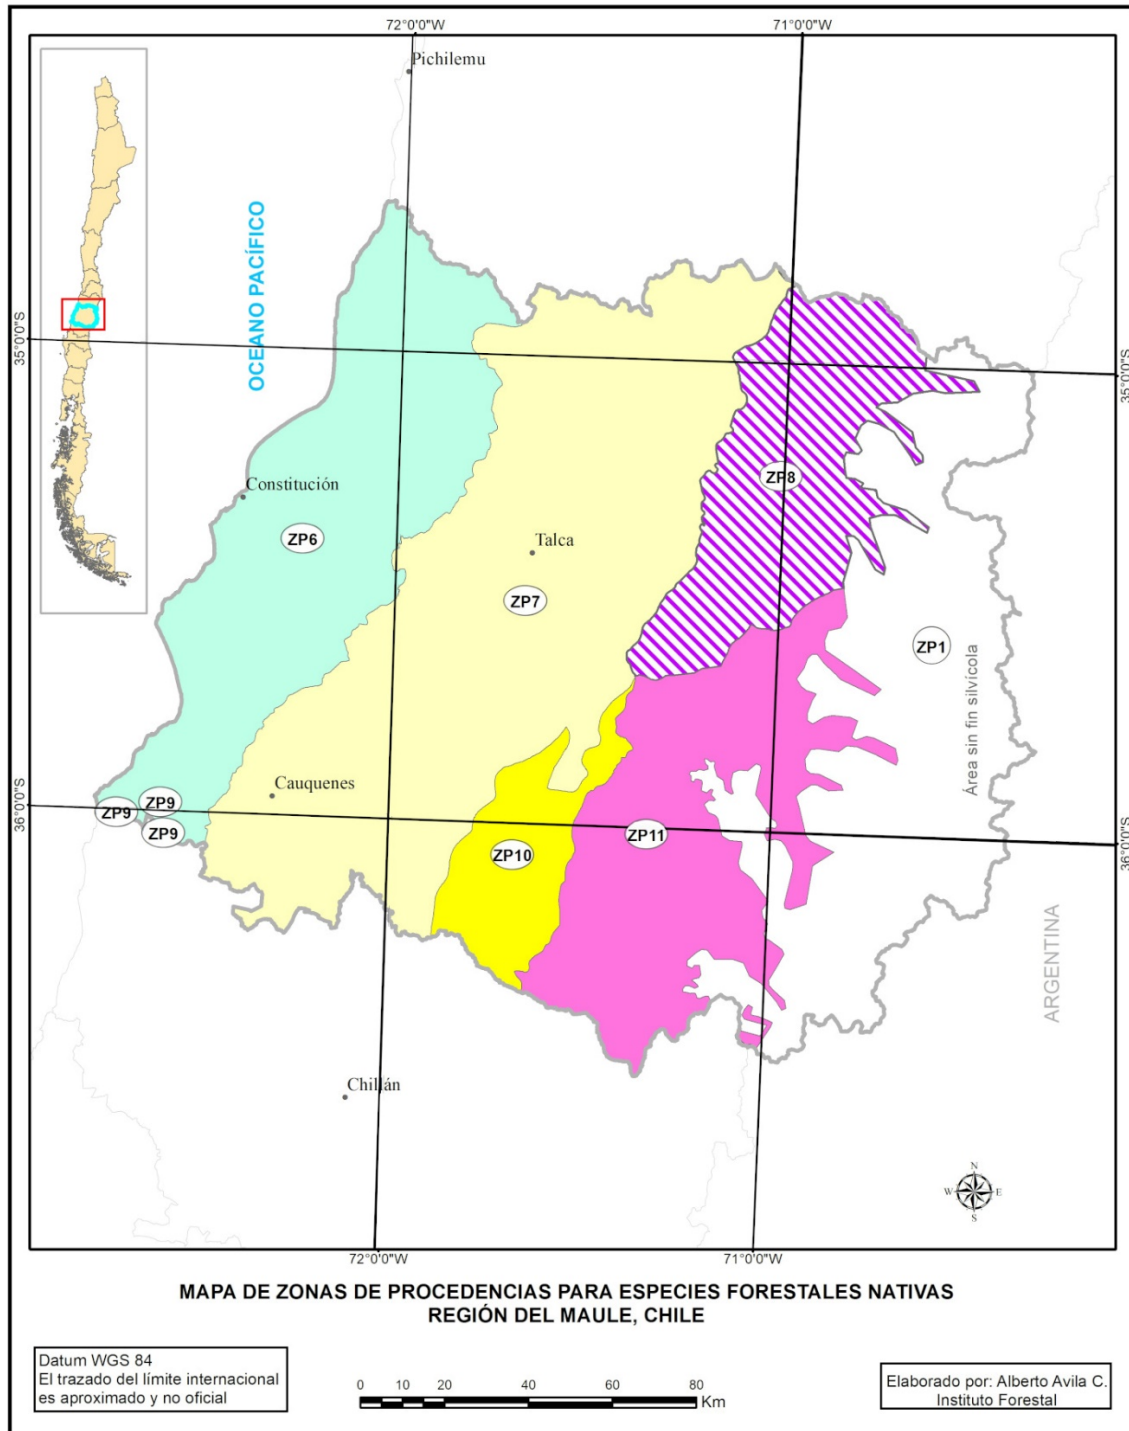 72°0'0"W
71°0'0"W
Pichilemu
OCEANO PACÍFICO
35°0'0"S
35°0'0"S
Constitución
ZP8
ZP6
Talca
ZP7
ZP1
Área sin fin silvícola
Cauquenes
ZP9
ZP9
ZP9
36°0'0"S
36°0'0"S
ZP11
ZP10
ARGENTINA
Chillán
N
W
E
S
72°0'0"W
71°0'0"W
MAPA DE ZONAS DE PROCEDENCIAS PARA ESPECIES FORESTALES NATIVAS
REGIÓN DEL MAULE, CHILE
Datum WGS 84
El trazado del límite internacional
es aproximado y no oficial
0 10 20 40 60 80
Km
Elaborado por: Alberto Avila C.
Instituto Forestal